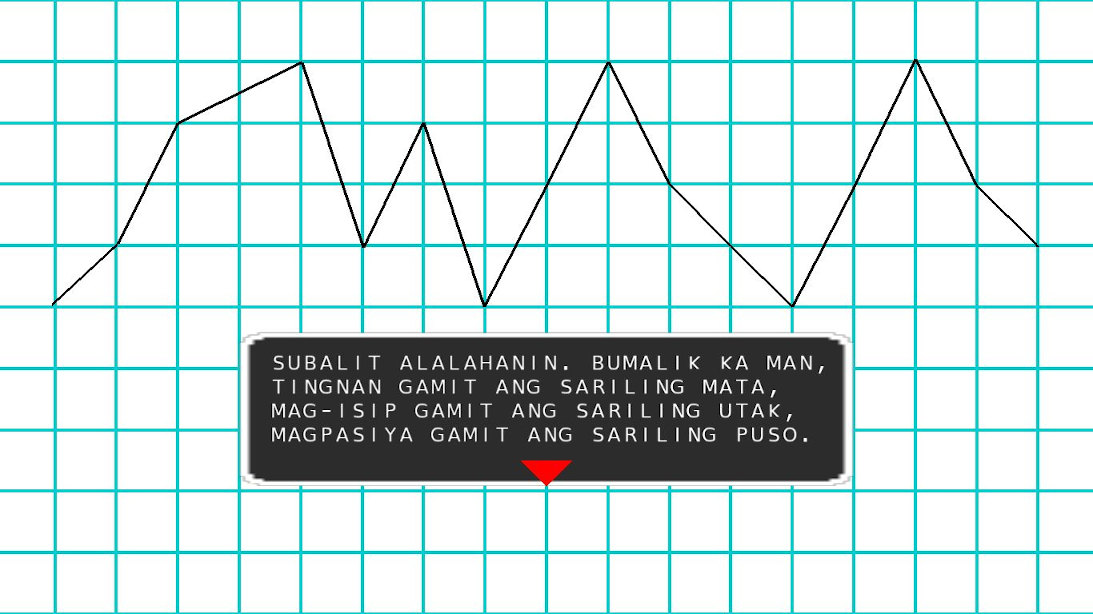 SUBALIT ALALAHANIN. BUMALIK KA MAN,
TINGNAN GAMIT ANG SARILING MATA,
MAG-ISIP GAMIT ANG SARILING UTAK,
MAGPASIYA GAMIT ANG SARILING PUSO.